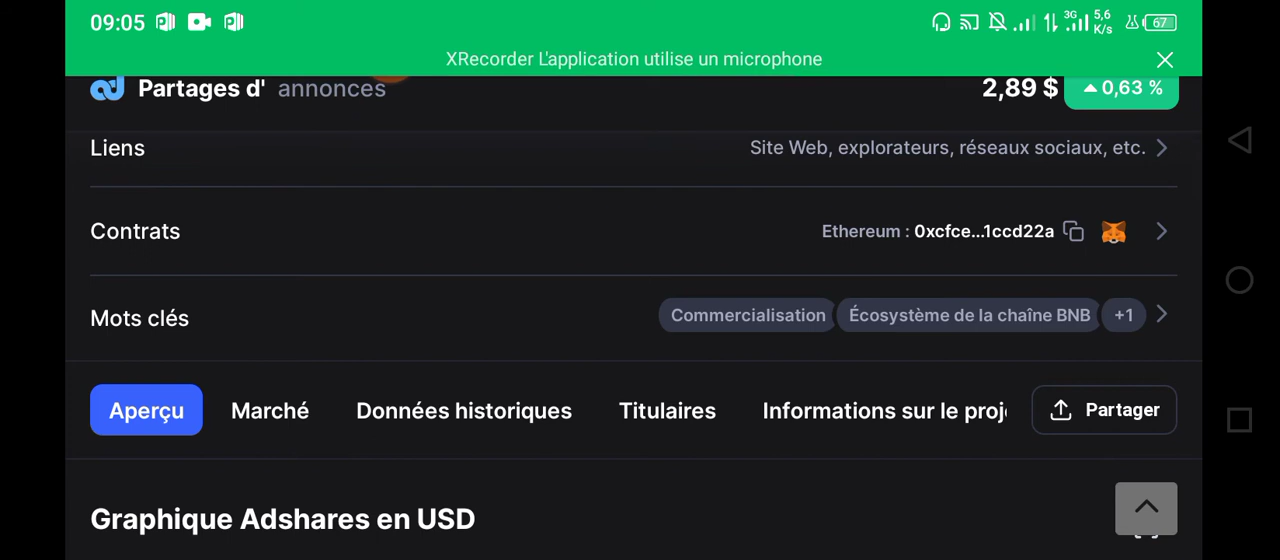 09:05 3G 5,6 K/s 67
XRecorder L'application utilise un microphone
Partages d' annonces 2,89 $ 0,63 %
Liens Site Web, explorateurs, réseaux sociaux, etc.
Contrats Ethereum : 0xcfce...1ccd22a
Mots clés Commercialisation Écosystème de la chaîne BNB +1
Aperçu Marché Données historiques Titulaires Informations sur le proj Partager
Graphique Adshares en USD